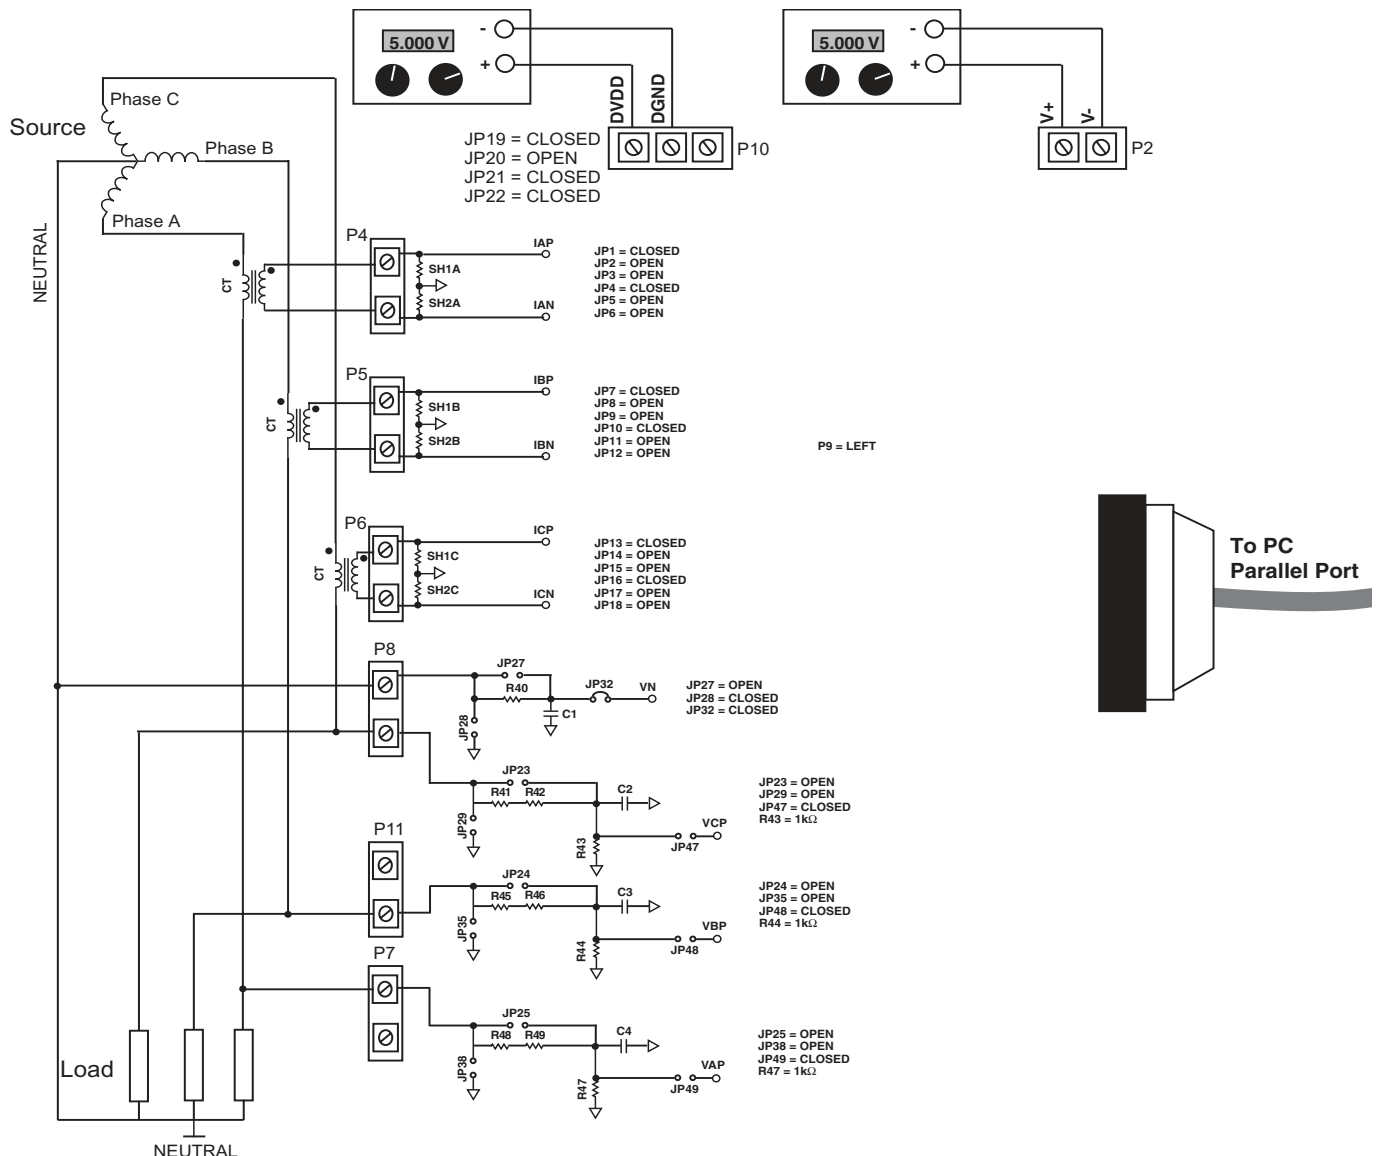 5.000 V
-
+
DVDD
DGND
P10
JP19 = CLOSED
JP20 = OPEN
JP21 = CLOSED
JP22 = CLOSED
5.000 V
-
+
V+
V-
P2
Source
Phase C
Phase B
Phase A
NEUTRAL
CT
P4
SH1A
SH2A
IAP
IAN
JP1 = CLOSED
JP2 = OPEN
JP3 = OPEN
JP4 = CLOSED
JP5 = OPEN
JP6 = OPEN
CT
P5
SH1B
SH2B
IBP
IBN
JP7 = CLOSED
JP8 = OPEN
JP9 = OPEN
JP10 = CLOSED
JP11 = OPEN
JP12 = OPEN
P9 = LEFT
CT
P6
SH1C
SH2C
ICP
ICN
JP13 = CLOSED
JP14 = OPEN
JP15 = OPEN
JP16 = CLOSED
JP17 = OPEN
JP18 = OPEN
To PC
Parallel Port
P8
JP27
R40
JP32
VN
C1
JP28
JP27 = OPEN
JP28 = CLOSED
JP32 = CLOSED
JP23
R41
R42
C2
JP29
R43
VCP
JP47
JP23 = OPEN
JP29 = OPEN
JP47 = CLOSED
R43 = 1kΩ
P11
JP24
R45
R46
C3
JP35
R44
VBP
JP48
JP24 = OPEN
JP35 = OPEN
JP48 = CLOSED
R44 = 1kΩ
P7
JP25
R48
R49
C4
JP38
R47
VAP
JP49
JP25 = OPEN
JP38 = OPEN
JP49 = CLOSED
R47 = 1kΩ
Load
NEUTRAL